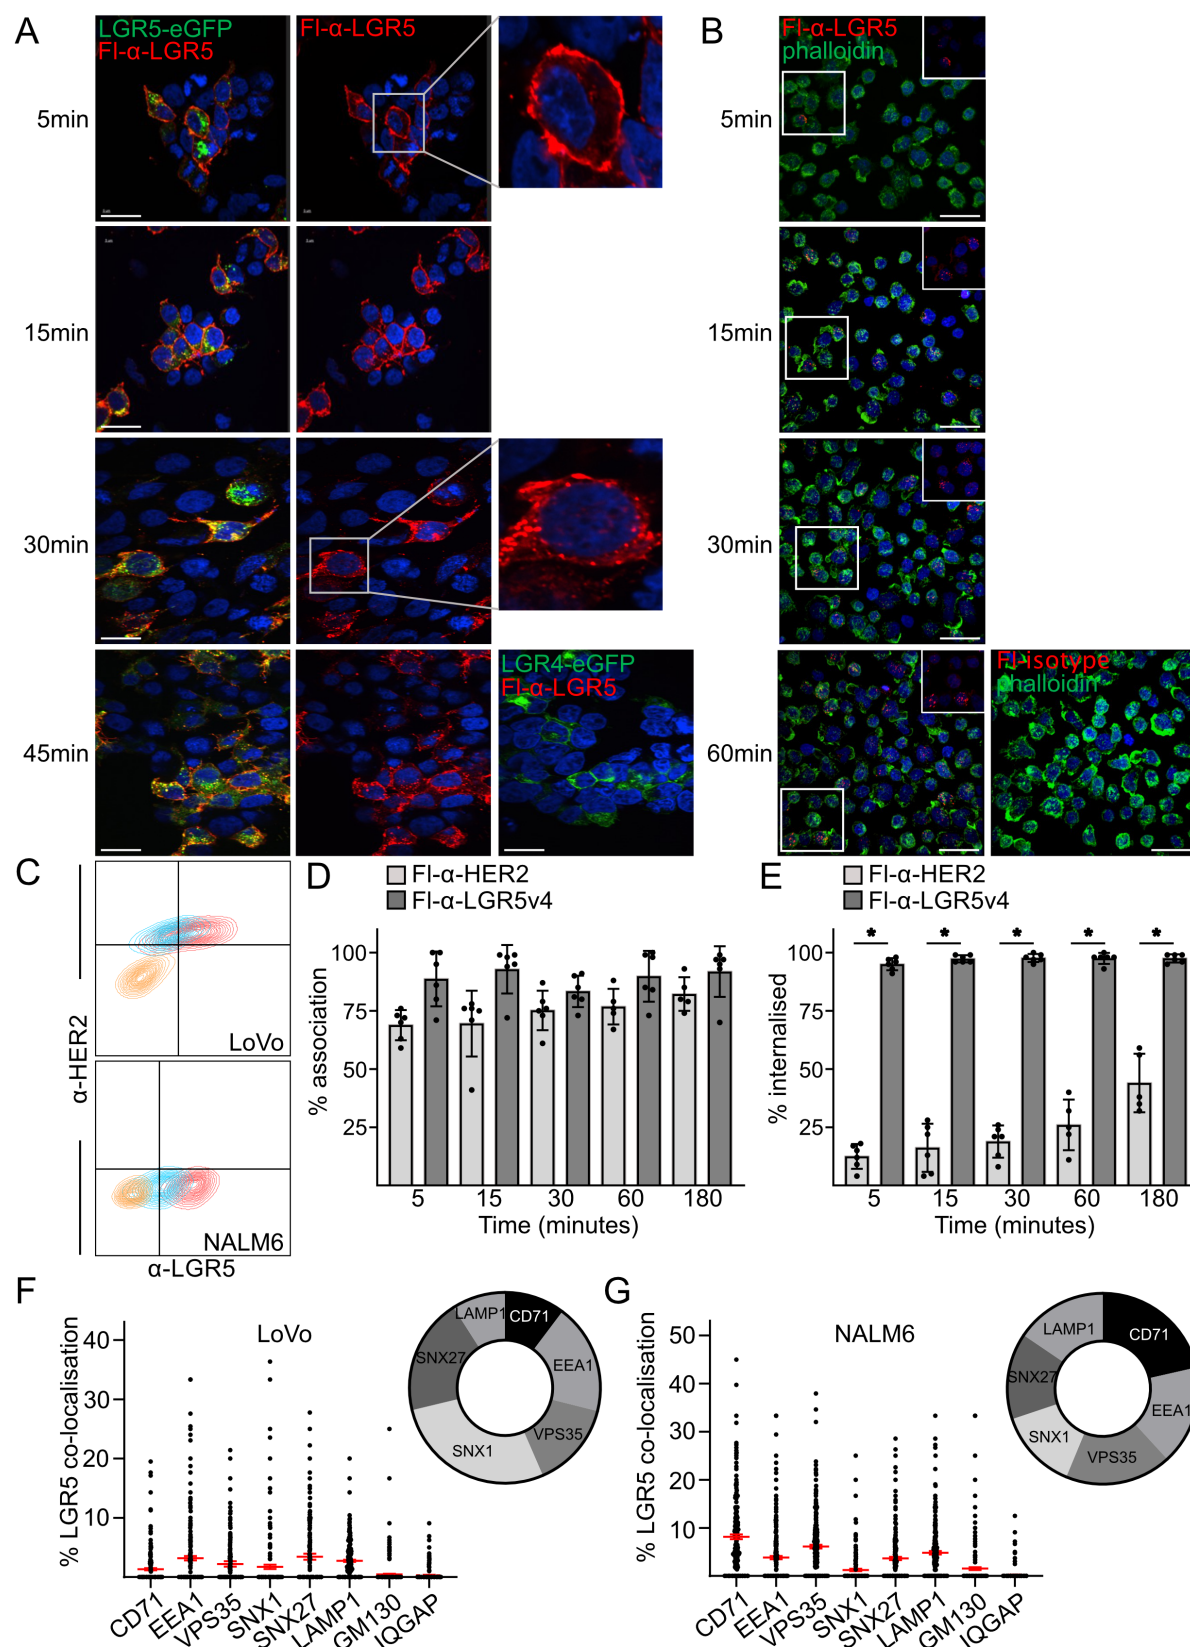 A
LGR5-eGFP
Fl-α-LGR5
Fl-α-LGR5
5min
15min
30min
45min
LGR4-eGFP
Fl-α-LGR5
B
Fl-α-LGR5
phalloidin
5min
15min
30min
60min
Fl-isotype
phalloidin
C
α-HER2
LoVo
NALM6
α-LGR5
D
Fl-α-HER2
Fl-α-LGR5v4
% association
100
75
50
25
5 15 30 60 180
Time (minutes)
E
Fl-α-HER2
Fl-α-LGR5v4
% internalised
100
75
50
25
* * * * *
5 15 30 60 180
Time (minutes)
F
LoVo
% LGR5 co-localisation
40
30
20
10
CD71 EEA1 VPS35 SNX1 SNX27 LAMP1 GM130 IQGAP
LAMP1
CD71
EEA1
VPS35
SNX1
SNX27
G
NALM6
% LGR5 co-localisation
50
40
30
20
10
CD71 EEA1 VPS35 SNX1 SNX27 LAMP1 GM130 IQGAP
LAMP1
CD71
EEA1
VPS35
SNX1
SNX27